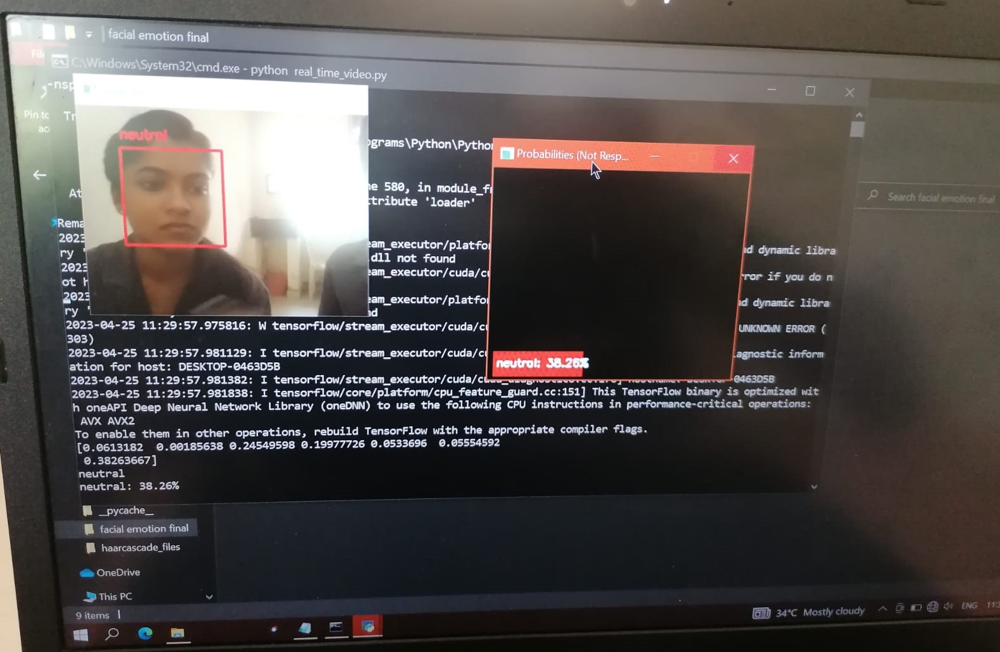 facial emotion final
C:\Windows\System32\cmd.exe - python real_time_video.py
-nsp
Pin to
ac
Tr
neutral
ograms\Python\Pytho
Probabilities (Not Resp...
At
ne 580, in module_f
ttribute 'loader'
Search facial emotion final
Rema
2023
eam_executor/platfo
ad dynamic libra
ry '
.dll not found
2023
eam_executor/cuda/c
rror if you do n
ot h
2023
eam_executor/platfo
ad dynamic libra
ry '
nd
2023-04-25 11:29:57.975816: W tensorflow/stream_executor/cuda/c
UNKNOWN ERROR (
303)
2023-04-25 11:29:57.981129: I tensorflow/stream_executor/cuda/c
agnostic inform
ation for host: DESKTOP-0463D5B
neutral: 38.26%
2023-04-25 11:29:57.981382: I tensorflow/stream_executor/cuda/cuda_diagnostics.cc:176] hostname: DESKTOP-0463D5B
2023-04-25 11:29:57.981838: I tensorflow/core/platform/cpu_feature_guard.cc:151] This TensorFlow binary is optimized wit
h oneAPI Deep Neural Network Library (oneDNN) to use the following CPU instructions in performance-critical operations:
AVX AVX2
To enable them in other operations, rebuild TensorFlow with the appropriate compiler flags.
[0.0613182 0.00185638 0.24549598 0.19977726 0.0533696 0.05554592
0.38263667]
neutral
neutral: 38.26%
__pycache__
facial emotion final
haarcascade_files
OneDrive
This PC
9 items
34°C Mostly cloudy
ENG